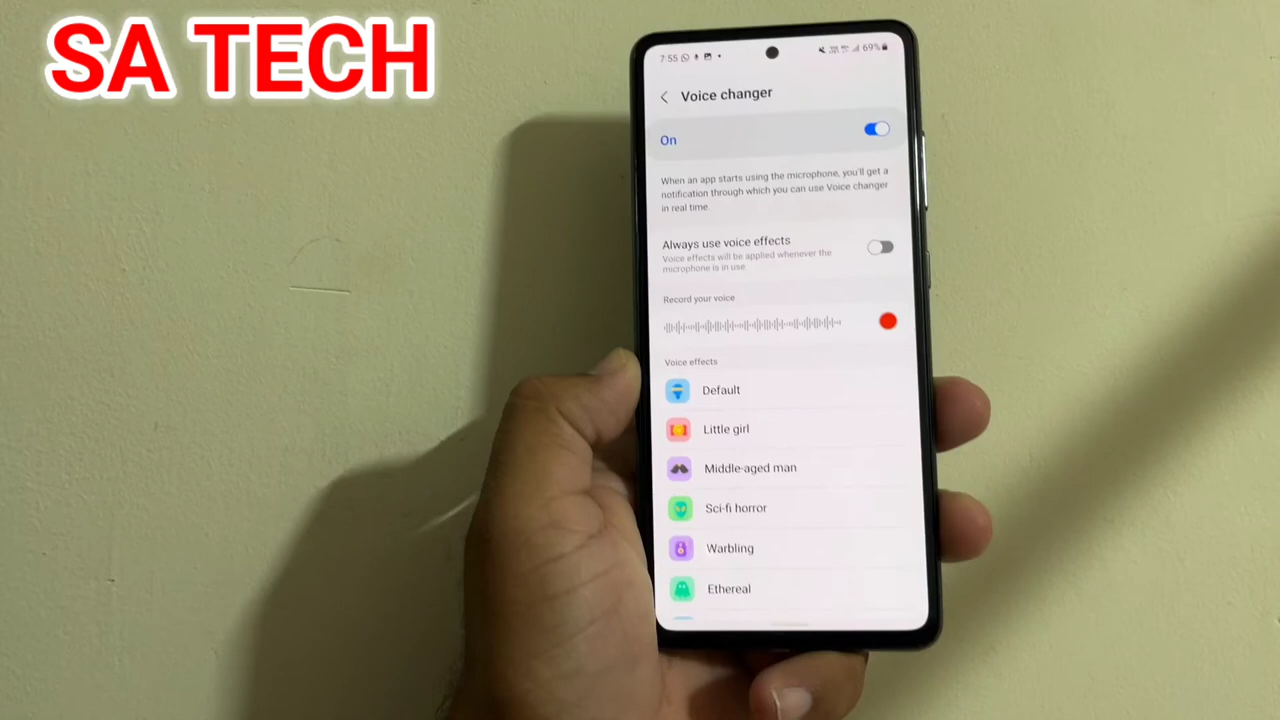 SA TECH
7:55
69%
Voice changer
On
When an app starts using the microphone, you'll get a
notification through which you can use Voice changer
in real time.
Always use voice effects
Voice effects will be applied whenever the
microphone is in use
Record your voice
Voice effects
Default
Little girl
Middle-aged man
Sci-fi horror
Warbling
Ethereal